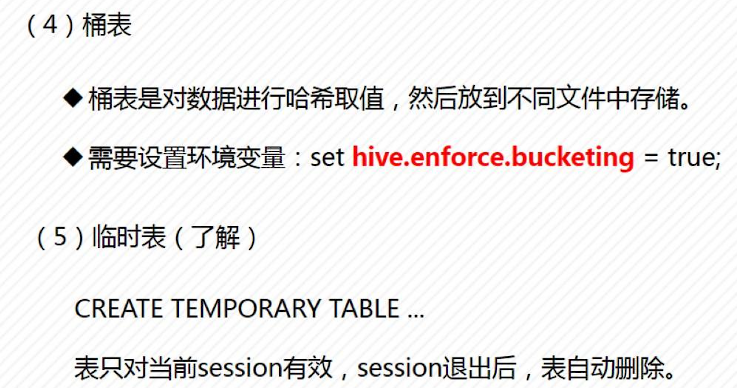 （4）桶表
◆桶表是对数据进行哈希取值，然后放到不同文件中存储。
◆需要设置环境变量：set hive.enforce.bucketing = true;
（5）临时表（了解）
CREATE TEMPORARY TABLE ...
表只对当前session有效，session退出后，表自动删除。